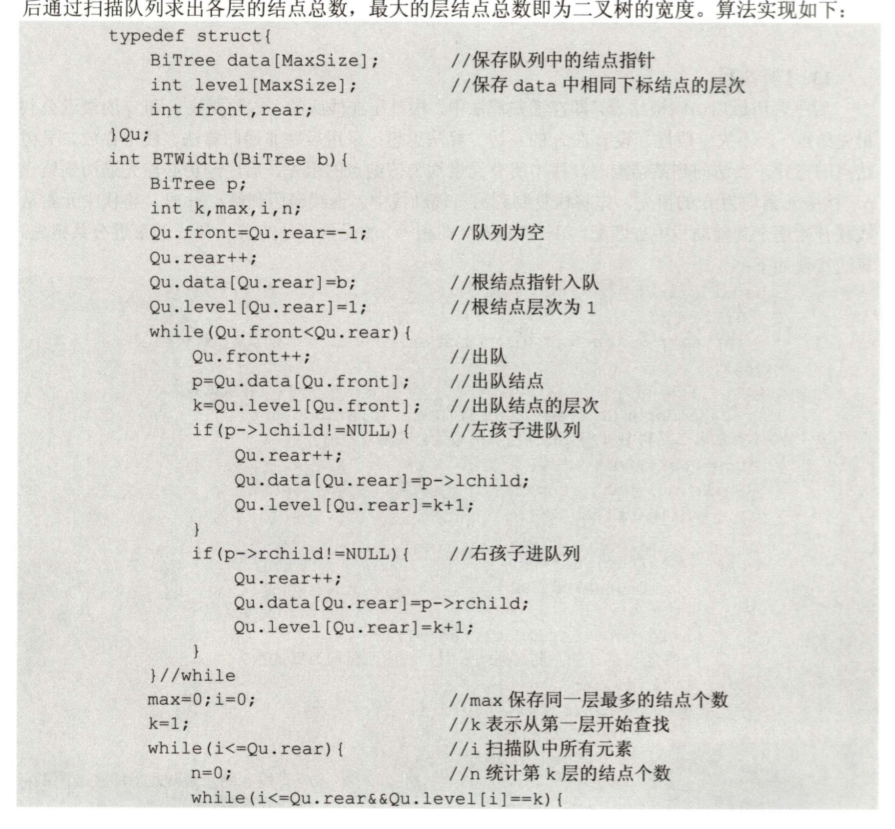 后通过扫描队列求出各层的结点总数，最大的层结点总数即为二叉树的宽度。算法实现如下：
typedef struct{
BiTree data[MaxSize]; //保存队列中的结点指针
int level[MaxSize]; //保存 data 中相同下标结点的层次
int front,rear;
}Qu;
int BTWidth(BiTree b){
BiTree p;
int k,max,i,n;
Qu.front=Qu.rear=-1; //队列为空
Qu.rear++;
Qu.data[Qu.rear]=b; //根结点指针入队
Qu.level[Qu.rear]=1; //根结点层次为 1
while(Qu.front<Qu.rear){
Qu.front++; //出队
p=Qu.data[Qu.front]; //出队结点
k=Qu.level[Qu.front]; //出队结点的层次
if(p->lchild!=NULL){ //左孩子进队列
Qu.rear++;
Qu.data[Qu.rear]=p->lchild;
Qu.level[Qu.rear]=k+1;
}
if(p->rchild!=NULL){ //右孩子进队列
Qu.rear++;
Qu.data[Qu.rear]=p->rchild;
Qu.level[Qu.rear]=k+1;
}
}//while
max=0;i=0; //max 保存同一层最多的结点个数
k=1; //k 表示从第一层开始查找
while(i<=Qu.rear){ //i 扫描队中所有元素
n=0; //n 统计第 k 层的结点个数
while(i<=Qu.rear&&Qu.level[i]==k){